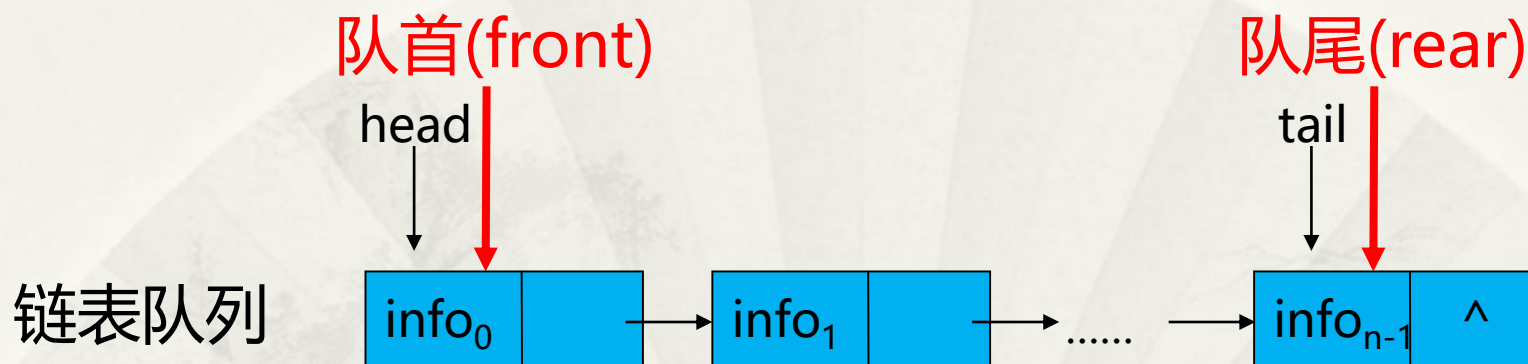 队首(front) 队尾(rear)
head tail
链表队列 info₀ info₁ …… infoₙ₋₁ ^